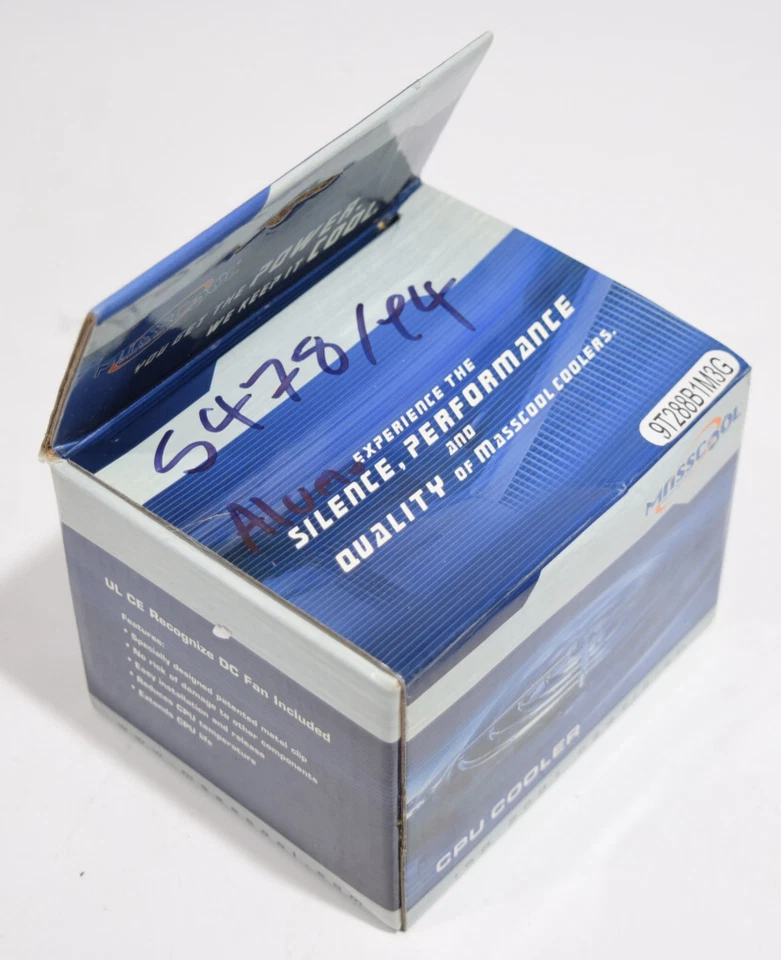 MASSCOOL
YOU GET THE POWER,
WE KEEP IT COOL
S478/P4
Alum.
EXPERIENCE THE
SILENCE, PERFORMANCE
AND
QUALITY OF MASSCOOL COOLERS.
9T288B1M3G
MASSCOOL
UL CE Recognize DC Fan Included
Features:
• Specially designed patented metal clip
• No risk of damage to other components
• Easy installation and release
• Rany CPU temperature
• Extends CPU life
CPU COOLER